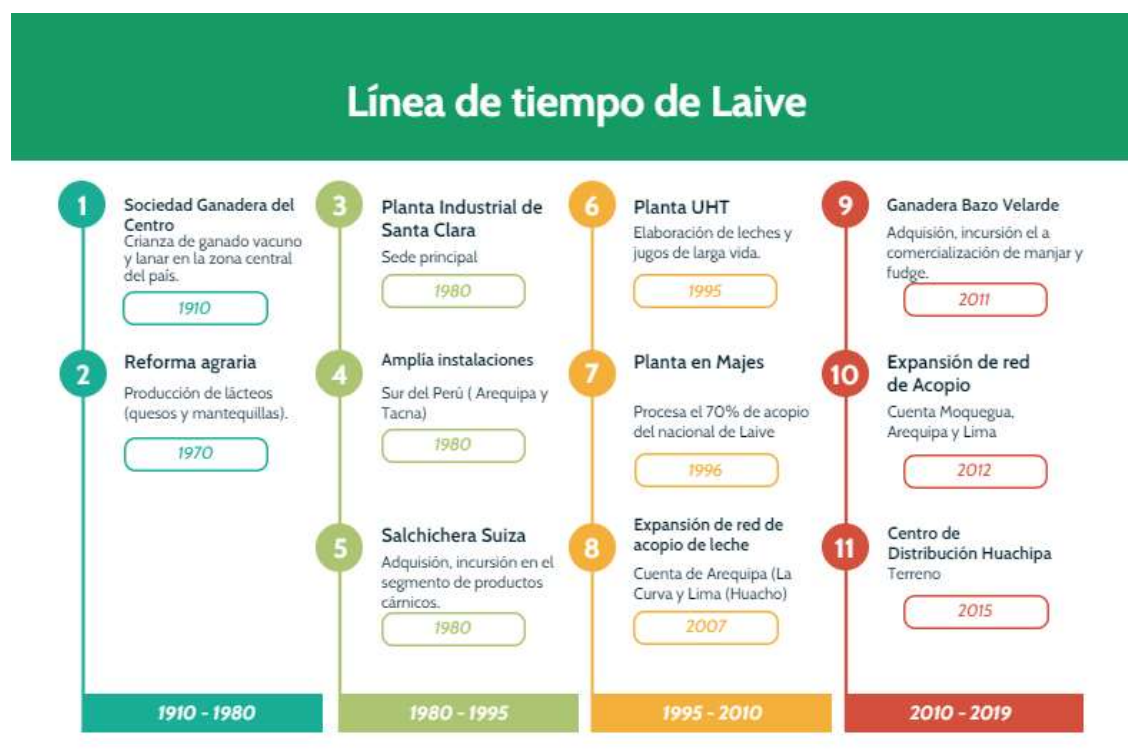 Línea de tiempo de Laive
1
Sociedad Ganadera del
Centro
Crianza de ganado vacuno
y lanar en la zona central
del país.
1910
2
Reforma agraria
Producción de lácteos
(quesos y mantequillas).
1970
1910 - 1980
3
Planta Industrial de
Santa Clara
Sede principal
1980
4
Amplía instalaciones
Sur del Perú ( Arequipa y
Tacna)
1980
5
Salchichera Suiza
Adquisión, incursión en el
segmento de productos
cárnicos.
1980
1980 - 1995
6
Planta UHT
Elaboración de leches y
jugos de larga vida.
1995
7
Planta en Majes
Procesa el 70% de acopio
del nacional de Laive
1996
8
Expansión de red de
acopio de leche
Cuenta de Arequipa (La
Curva y Lima (Huacho)
2007
1995 - 2010
9
Ganadera Bazo Velarde
Adquisión, incursión el a
comercialización de manjar y
fudge.
2011
10
Expansión de red
de Acopio
Cuenta Moquegua,
Arequipa y Lima
2012
11
Centro de
Distribución Huachipa
Terreno
2015
2010 - 2019